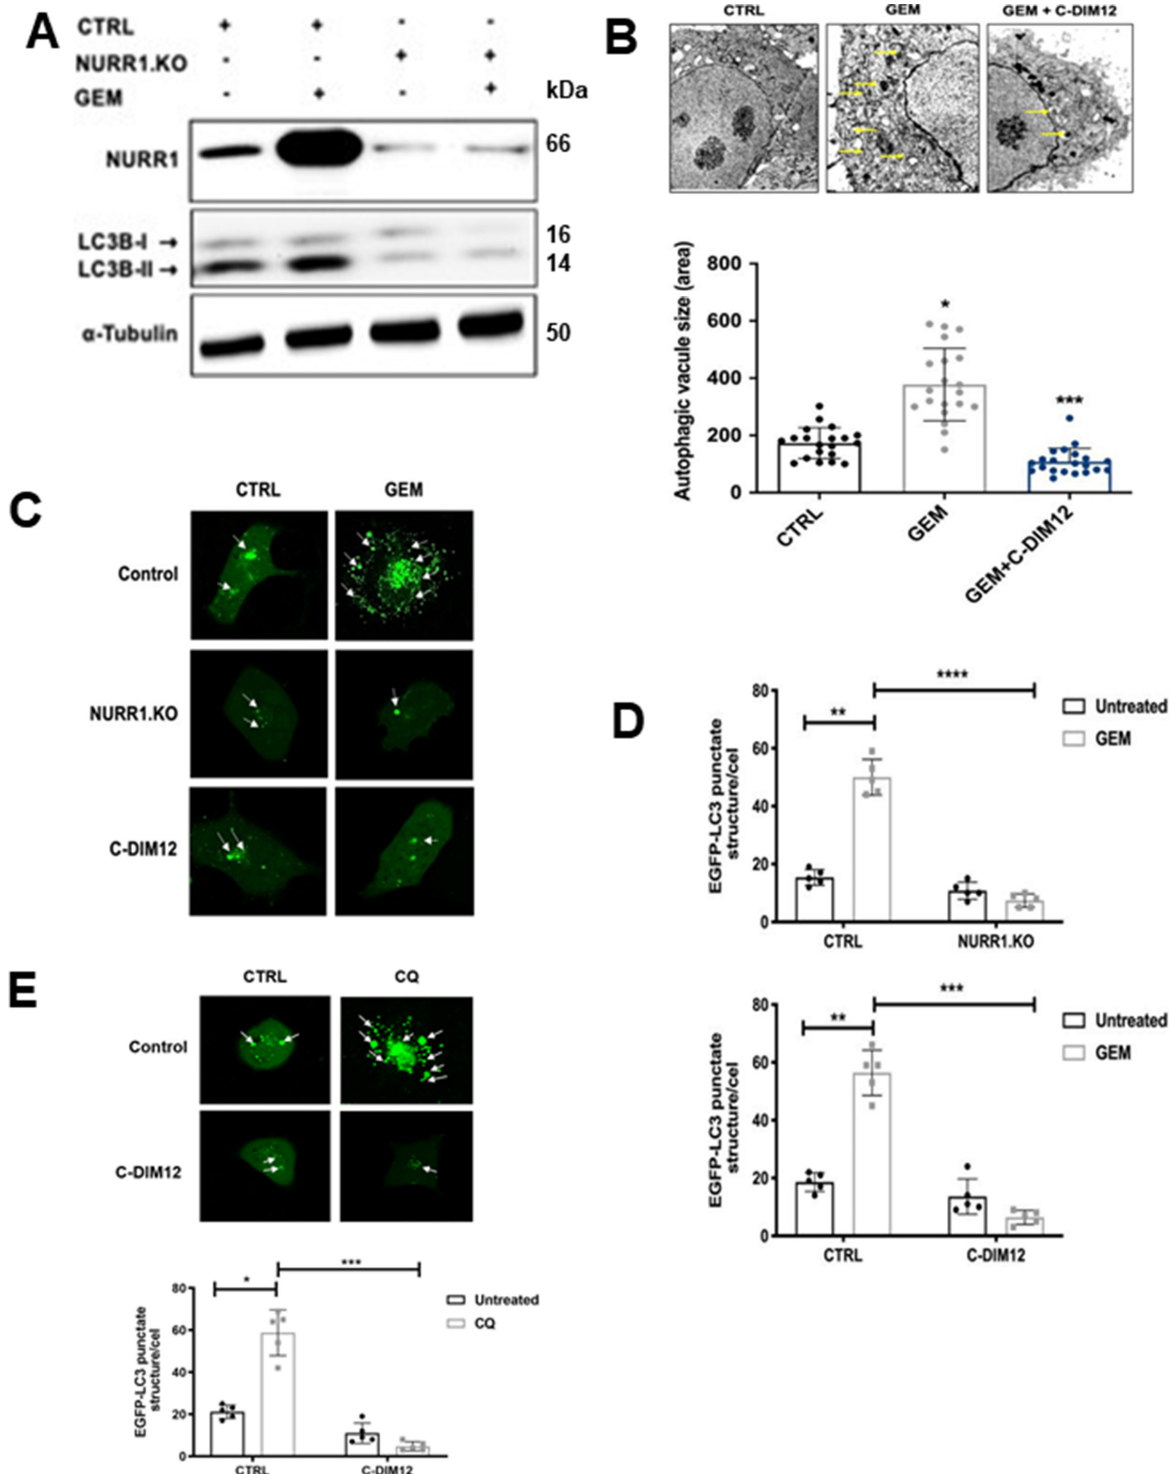 A
CTRL + + - -
NURR1.KO - - + +
GEM - + - +
kDa
NURR1
66
LC3B-I →
16
LC3B-II →
14
α-Tubulin
50
B
CTRL
GEM
GEM + C-DIM12
Autophagic vacule size (area)
800
600
400
200
0
*
***
CTRL
GEM
GEM+C-DIM12
C
CTRL
GEM
Control
NURR1.KO
C-DIM12
D
EGFP-LC3 punctate
structure/cel
80
60
40
20
0
**
****
Untreated
GEM
CTRL
NURR1.KO
EGFP-LC3 punctate
structure/cel
80
60
40
20
0
**
***
Untreated
GEM
CTRL
C-DIM12
E
CTRL
CQ
Control
C-DIM12
EGFP-LC3 punctate
structure/cel
80
60
40
20
0
*
***
Untreated
CQ
CTRL
C-DIM12